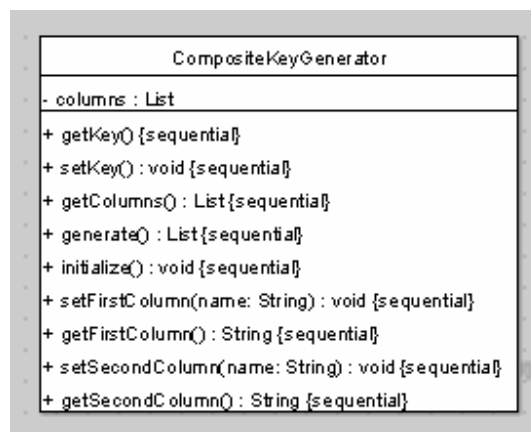 CompositeKeyGenerator
- columns : List
+ getKey() {sequential}
+ setKey() : void {sequential}
+ getColumns() : List {sequential}
+ generate() : List {sequential}
+ initialize() : void {sequential}
+ setFirstColumn(name: String) : void {sequential}
+ getFirstColumn() : String {sequential}
+ setSecondColumn(name: String) : void {sequential}
+ getSecondColumn() : String {sequential}